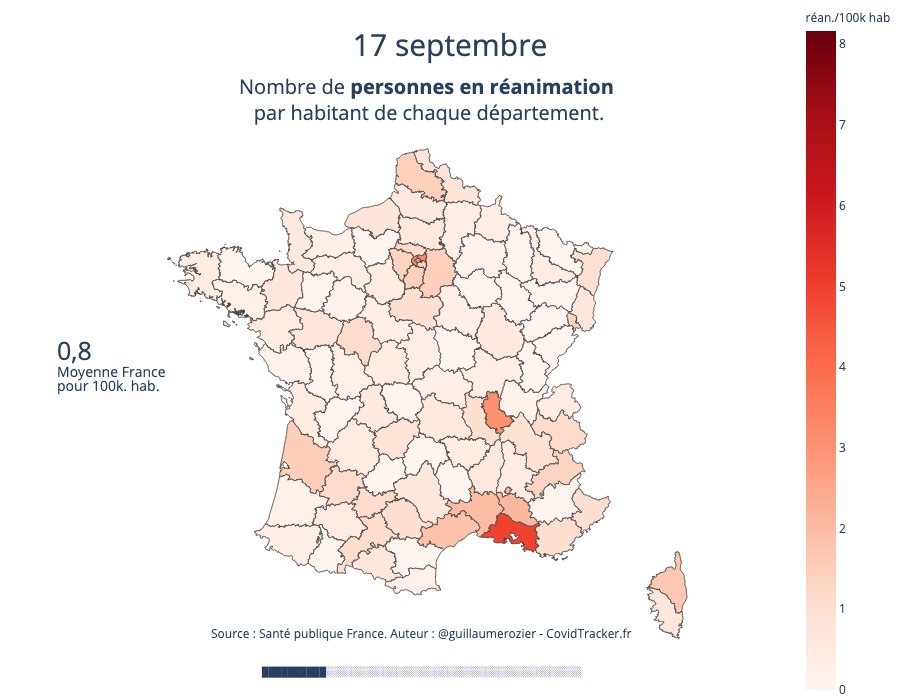 réan./100k hab
17 septembre
Nombre de personnes en réanimation
par habitant de chaque département.
8
7
6
5
4
3
2
1
0
0,8
Moyenne France
pour 100k. hab.
Source : Santé publique France. Auteur : @guillaumerozier - CovidTracker.fr